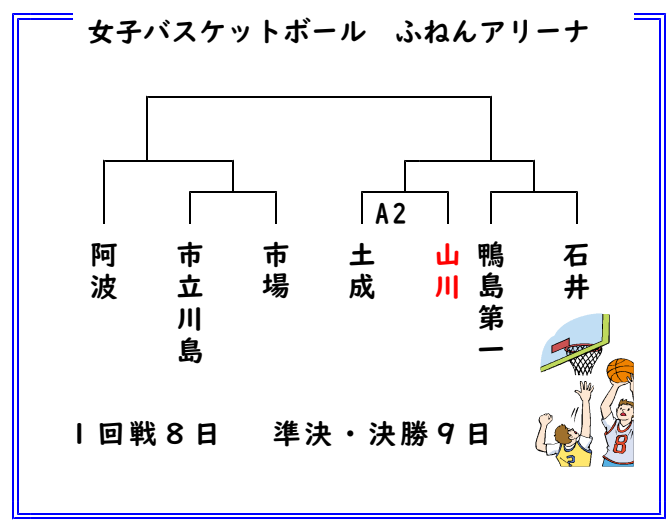 女子バスケットボール　ふねんアリーナ
A2
阿波
市立川島
市場
土成
山川
鴨島第一
石井
8
2
1回戦8日　準決・決勝9日